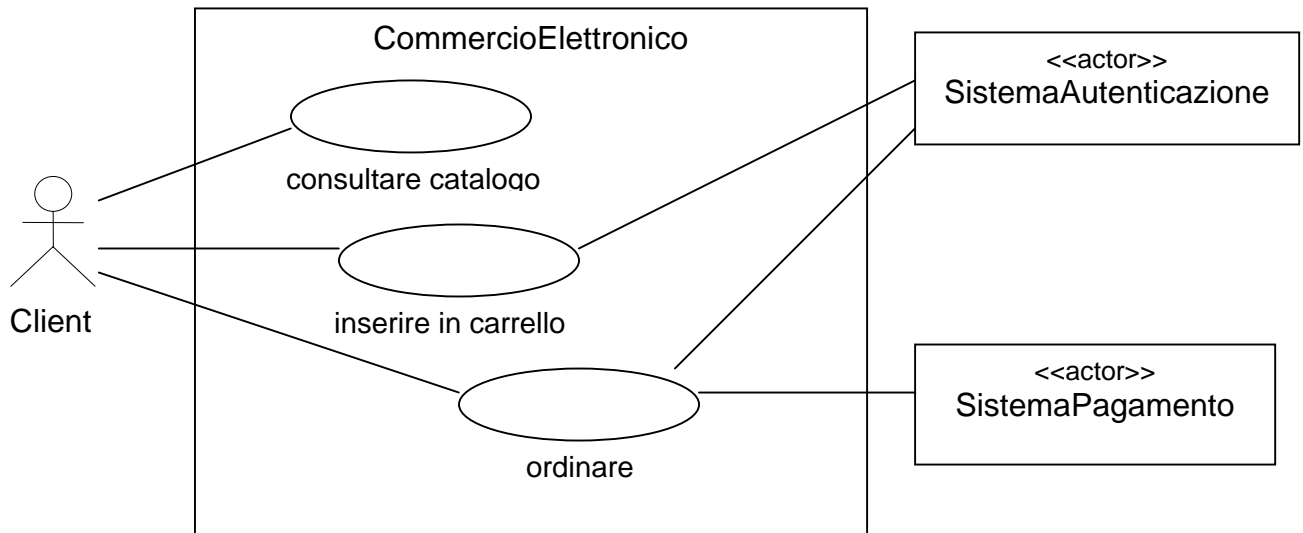 CommercioElettronico
<<actor>>
SistemaAutenticazione
consultare catalogo
Client
inserire in carrello
<<actor>>
SistemaPagamento
ordinare